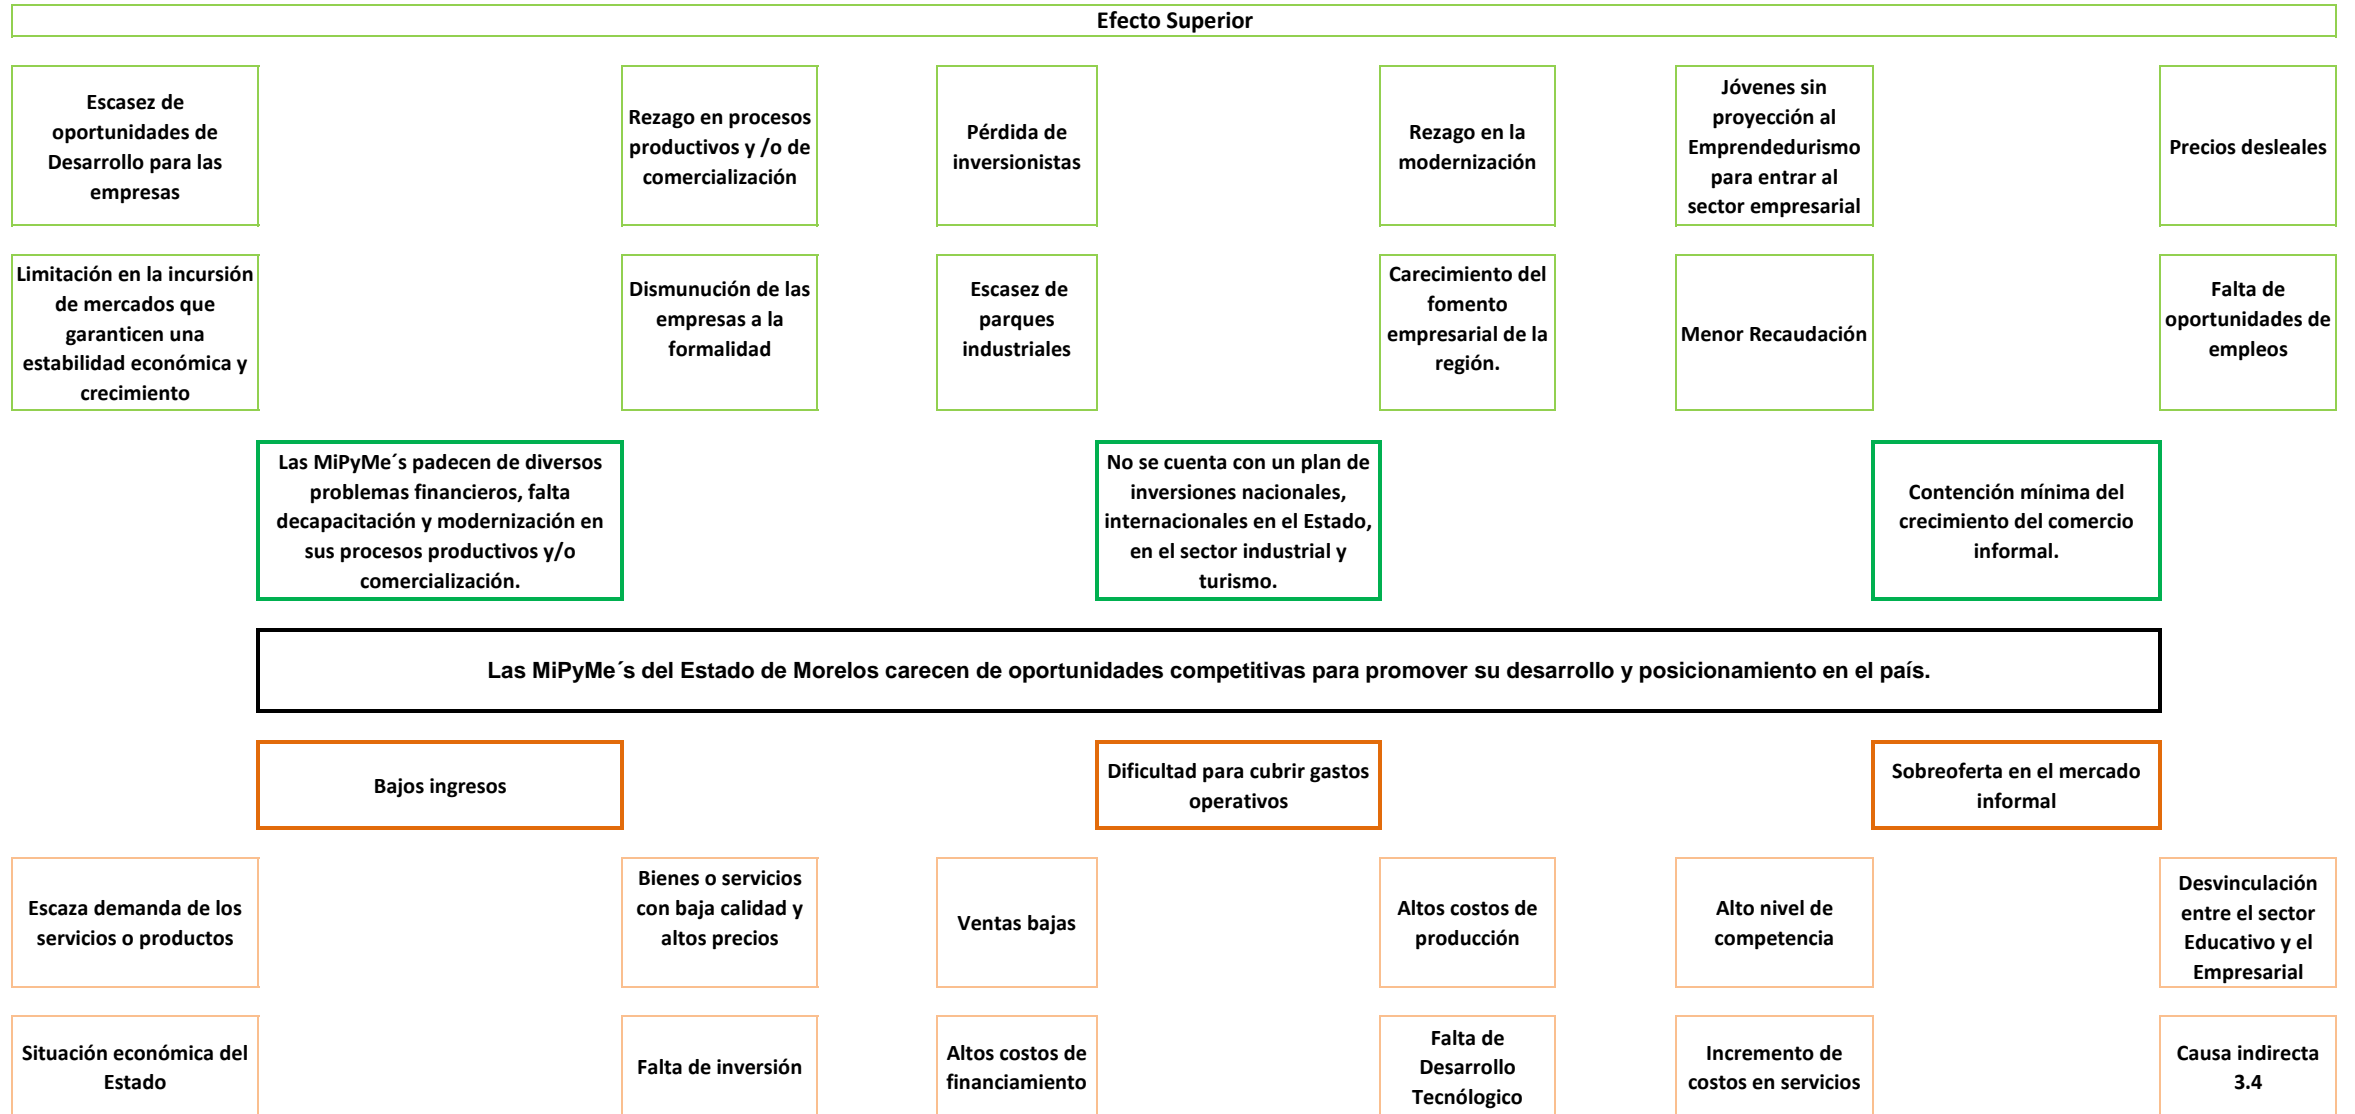 Efecto Superior
Escasez de
oportunidades de
Desarrollo para las
empresas
Rezago en procesos
productivos y /o de
comercialización
Pérdida de
inversionistas
Rezago en la
modernización
Jóvenes sin
proyección al
Emprendedurismo
para entrar al
sector empresarial
Precios desleales
Limitación en la incursión
de mercados que
garanticen una
estabilidad económica y
crecimiento
Dismunución de las
empresas a la
formalidad
Escasez de
parques
industriales
Carecimiento del
fomento
empresarial de la
región.
Menor Recaudación
Falta de
oportunidades de
empleos
Las MiPyMe´s padecen de diversos
problemas financieros, falta
decapacitación y modernización en
sus procesos productivos y/o
comercialización.
No se cuenta con un plan de
inversiones nacionales,
internacionales en el Estado,
en el sector industrial y
turismo.
Contención mínima del
crecimiento del comercio
informal.
Las MiPyMe´s del Estado de Morelos carecen de oportunidades competitivas para promover su desarrollo y posicionamiento en el país.
Bajos ingresos
Dificultad para cubrir gastos
operativos
Sobreoferta en el mercado
informal
Escaza demanda de los
servicios o productos
Bienes o servicios
con baja calidad y
altos precios
Ventas bajas
Altos costos de
producción
Alto nivel de
competencia
Desvinculación
entre el sector
Educativo y el
Empresarial
Situación económica del
Estado
Falta de inversión
Altos costos de
financiamiento
Falta de
Desarrollo
Tecnólogico
Incremento de
costos en servicios
Causa indirecta
3.4